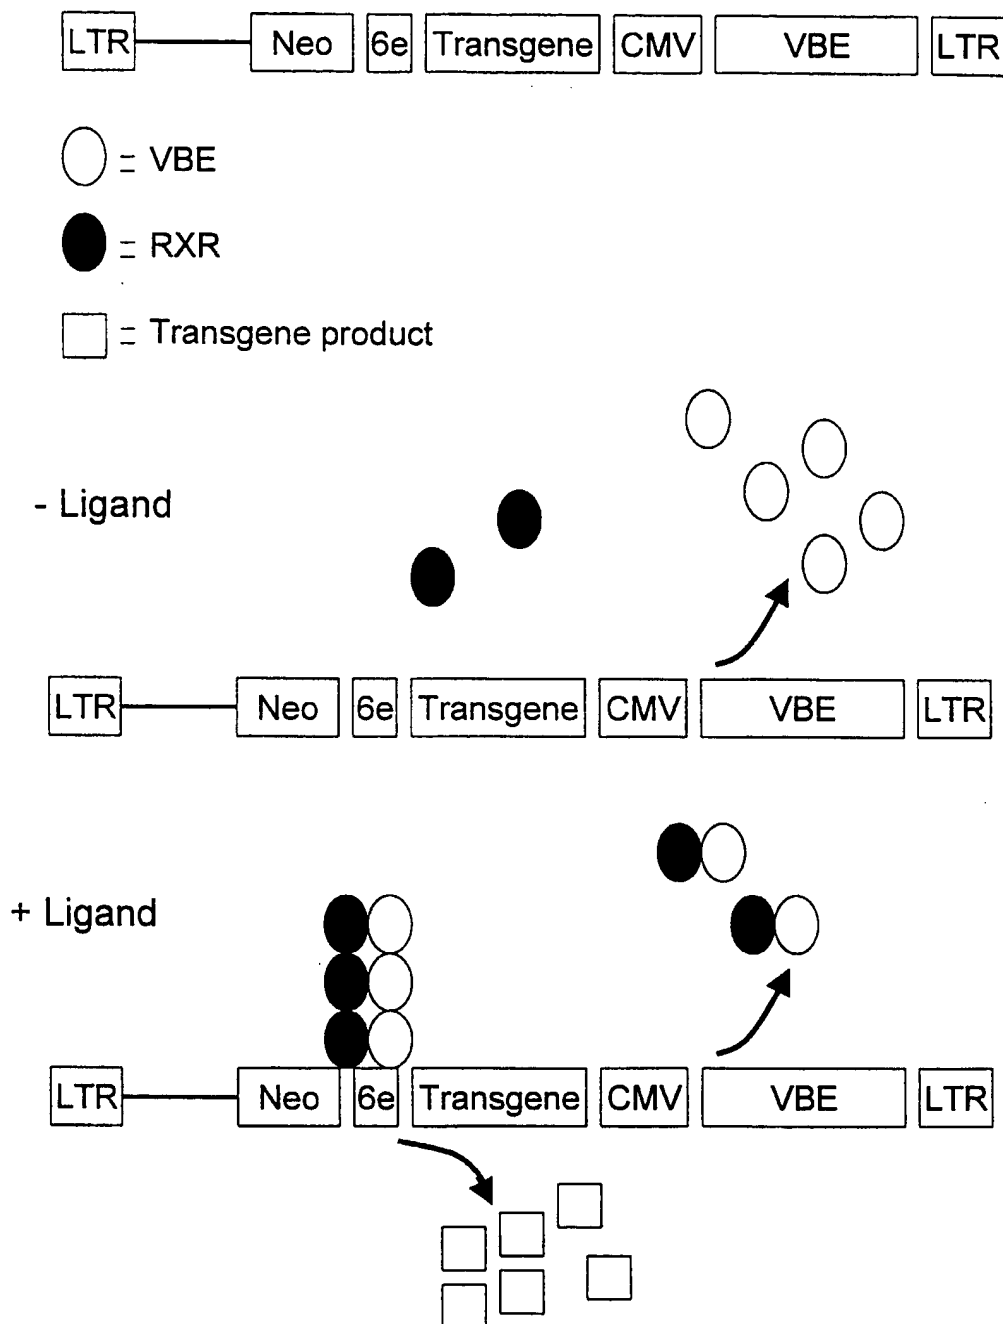 LTR Neo 6e Transgene CMV VBE LTR
= VBE
= RXR
= Transgene product
- Ligand
LTR Neo 6e Transgene CMV VBE LTR
+ Ligand
LTR Neo 6e Transgene CMV VBE LTR